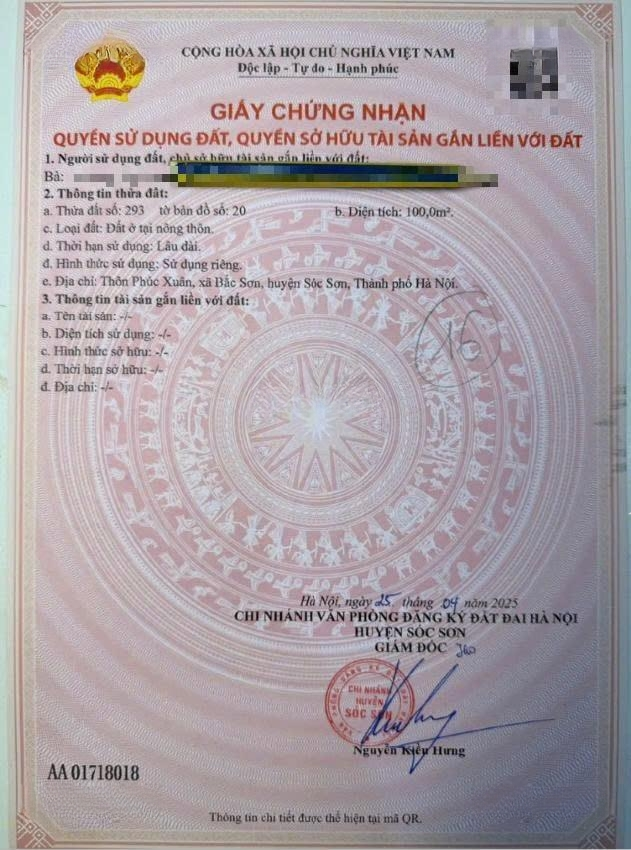 CỘNG HÒA XÃ HỘI CHỦ NGHĨA VIỆT NAM
Độc lập - Tự do - Hạnh phúc
GIẤY CHỨNG NHẬN
QUYỀN SỬ DỤNG ĐẤT, QUYỀN SỞ HỮU TÀI SẢN GẮN LIỀN VỚI ĐẤT
1. Người sử dụng đất, chủ sở hữu tài sản gắn liền với đất:
Bà:
2. Thông tin thửa đất:
a. Thửa đất số: 293 tờ bản đồ số: 20 b. Diện tích: 100,0m².
c. Loại đất: Đất ở tại nông thôn.
d. Thời hạn sử dụng: Lâu dài.
đ. Hình thức sử dụng: Sử dụng riêng.
e. Địa chỉ: Thôn Phúc Xuân, xã Bắc Sơn, huyện Sóc Sơn, Thành phố Hà Nội.
3. Thông tin tài sản gắn liền với đất:
a. Tên tài sản: -/-
b. Diện tích sử dụng: -/-
c. Hình thức sở hữu: -/-
d. Thời hạn sở hữu: -/-
đ. Địa chỉ: -/-
16
Hà Nội, ngày 25 tháng 04 năm 2025
CHI NHÁNH VĂN PHÒNG ĐĂNG KÝ ĐẤT ĐAI HÀ NỘI
HUYỆN SÓC SƠN
GIÁM ĐỐC
CHI NHÁNH
HUYỆN
SÓC SƠN
Nguyễn Kiều Hưng
AA 01718018
Thông tin chi tiết được thể hiện tại mã QR.